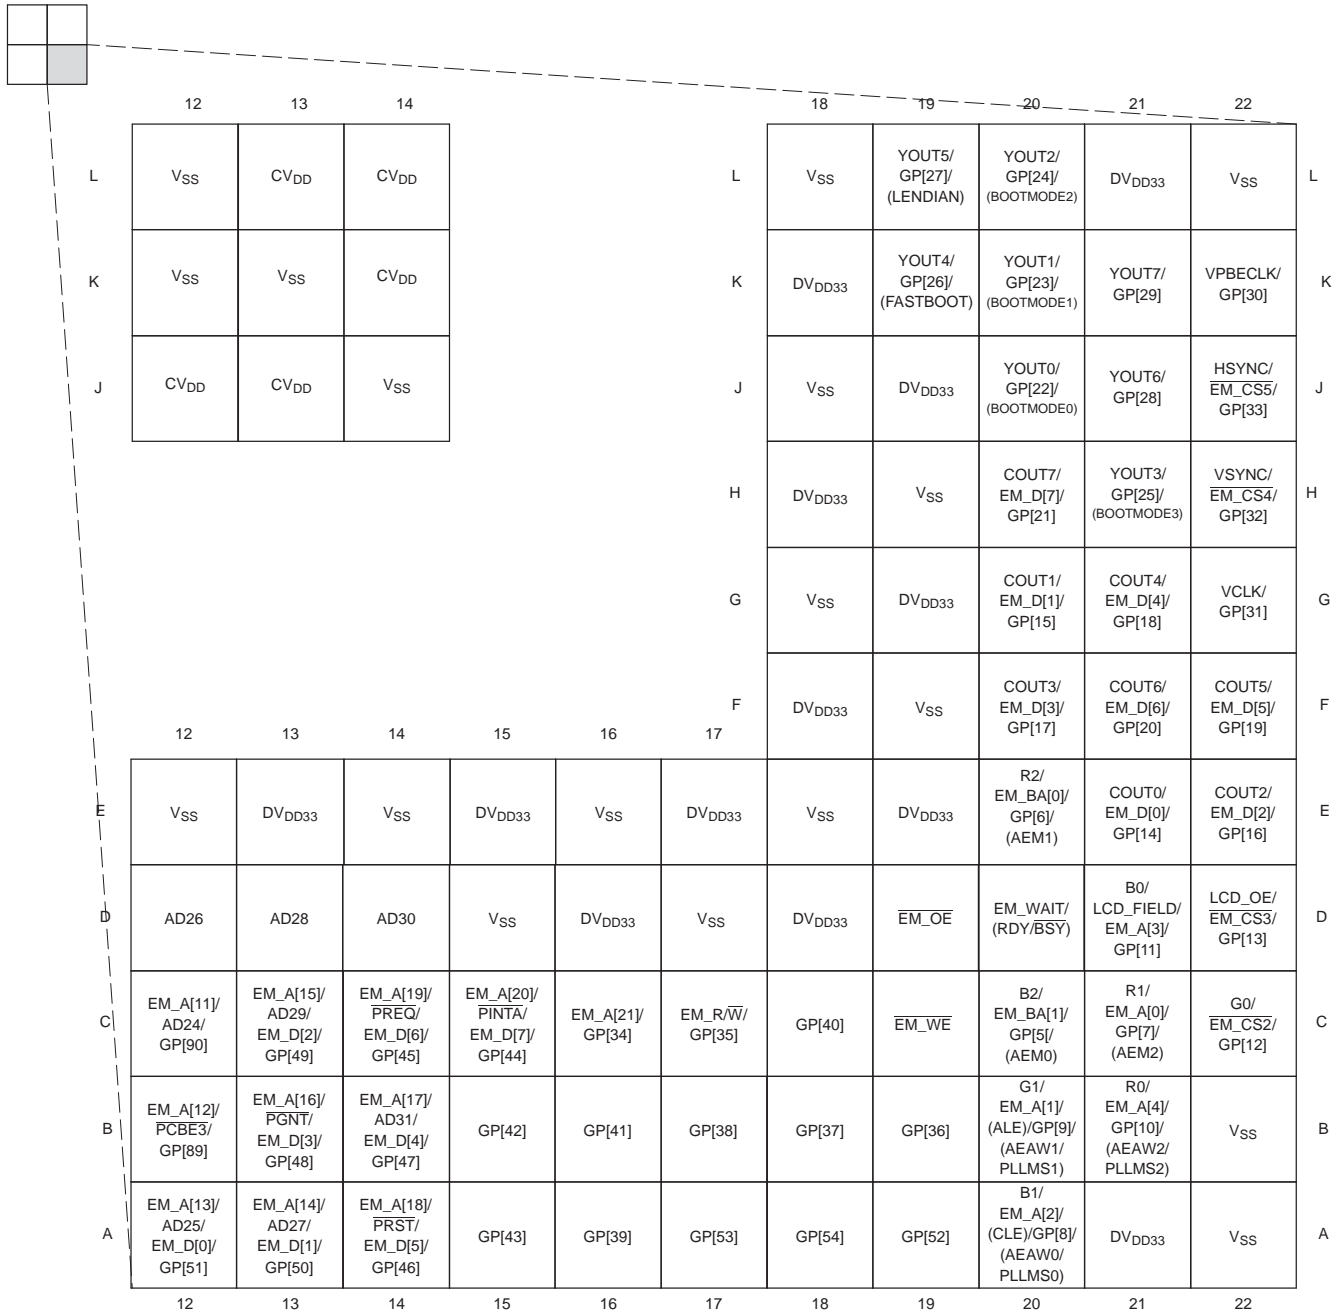 12 13 14 18 19 20 21 22
L
VSS
CVDD
CVDD
L
VSS
YOUT5/
GP[27]/
(LENDIAN)
YOUT2/
GP[24]/
(BOOTMODE2)
DVDD33
VSS
L
K
VSS
VSS
CVDD
K
DVDD33
YOUT4/
GP[26]/
(FASTBOOT)
YOUT1/
GP[23]/
(BOOTMODE1)
YOUT7/
GP[29]
VPBECLK/
GP[30]
K
J
CVDD
CVDD
VSS
J
VSS
DVDD33
YOUT0/
GP[22]/
(BOOTMODE0)
YOUT6/
GP[28]
HSYNC/
EM_CS5/
GP[33]
J
H
DVDD33
VSS
COUT7/
EM_D[7]/
GP[21]
YOUT3/
GP[25]/
(BOOTMODE3)
VSYNC/
EM_CS4/
GP[32]
H
G
VSS
DVDD33
COUT1/
EM_D[1]/
GP[15]
COUT4/
EM_D[4]/
GP[18]
VCLK/
GP[31]
G
F
DVDD33
VSS
COUT3/
EM_D[3]/
GP[17]
COUT6/
EM_D[6]/
GP[20]
COUT5/
EM_D[5]/
GP[19]
F
12 13 14 15 16 17
E
VSS
DVDD33
VSS
DVDD33
VSS
DVDD33
VSS
DVDD33
R2/
EM_BA[0]/
GP[6]/
(AEM1)
COUT0/
EM_D[0]/
GP[14]
COUT2/
EM_D[2]/
GP[16]
E
D
AD26
AD28
AD30
VSS
DVDD33
VSS
DVDD33
EM_OE
EM_WAIT/
(RDY/BSY)
B0/
LCD_FIELD/
EM_A[3]/
GP[11]
LCD_OE/
EM_CS3/
GP[13]
D
C
EM_A[11]/
AD24/
GP[90]
EM_A[15]/
AD29/
EM_D[2]/
GP[49]
EM_A[19]/
PREQ/
EM_D[6]/
GP[45]
EM_A[20]/
PINTA/
EM_D[7]/
GP[44]
EM_A[21]/
GP[34]
EM_R/W/
GP[35]
GP[40]
EM_WE
B2/
EM_BA[1]/
GP[5[/
(AEM0)
R1/
EM_A[0]/
GP[7]/
(AEM2)
G0/
EM_CS2/
GP[12]
C
B
EM_A[12]/
PCBE3/
GP[89]
EM_A[16]/
PGNT/
EM_D[3]/
GP[48]
EM_A[17]/
AD31/
EM_D[4]/
GP[47]
GP[42]
GP[41]
GP[38]
GP[37]
GP[36]
G1/
EM_A[1]/
(ALE)/GP[9]/
(AEAW1/
PLLMS1)
R0/
EM_A[4]/
GP[10]/
(AEAW2/
PLLMS2)
VSS
B
A
EM_A[13]/
AD25/
EM_D[0]/
GP[51]
EM_A[14]/
AD27/
EM_D[1]/
GP[50]
EM_A[18]/
PRST/
EM_D[5]/
GP[46]
GP[43]
GP[39]
GP[53]
GP[54]
GP[52]
B1/
EM_A[2]/
(CLE)/GP[8]/
(AEAW0/
PLLMS0)
DVDD33
VSS
A
12 13 14 15 16 17 18 19 20 21 22